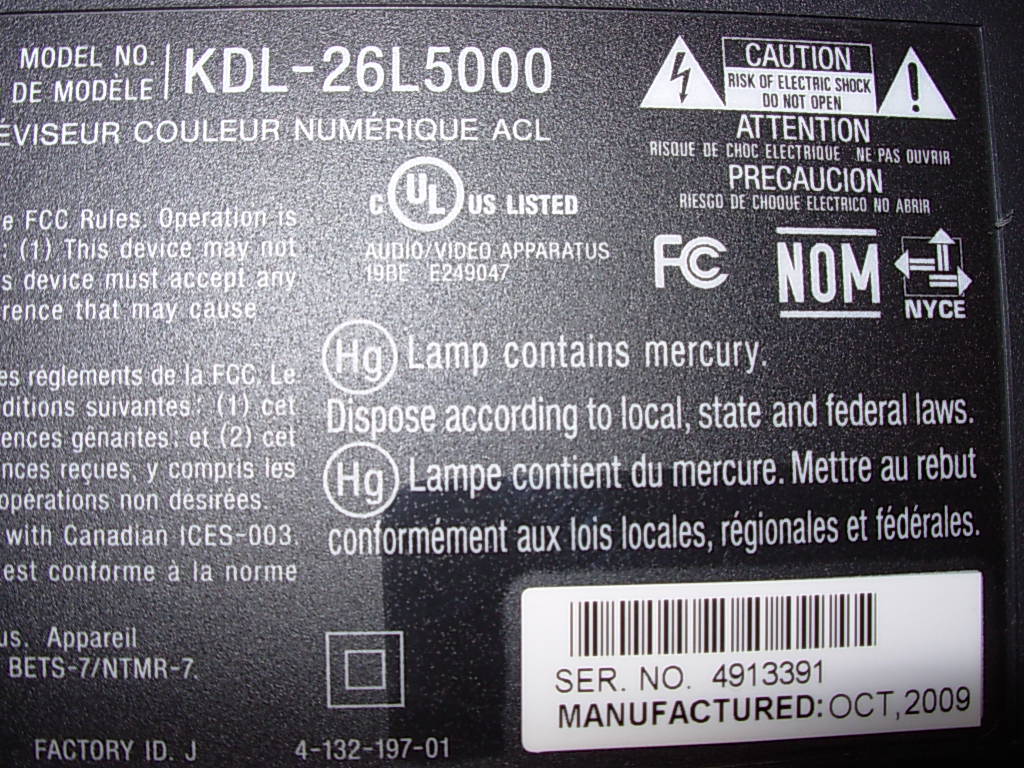 MODEL NO.
DE MODÈLE
KDL-26L5000
ÉVISEUR COULEUR NUMÉRIQUE ACL
CAUTION
RISK OF ELECTRIC SHOCK
DO NOT OPEN
ATTENTION
RISQUE DE CHOC ELECTRIQUE NE PAS OUVRIR
PRECAUCION
RIESGO DE CHOQUE ELECTRICO NO ABRIR
C UL US LISTED
AUDIO/VIDEO APPARATUS
19BE E249047
FC
NOM
NYCE
e FCC Rules. Operation is
: (1) This device may not
s device must accept any
rence that may cause
Hg Lamp contains mercury.
Dispose according to local, state and federal laws.
Hg Lampe contient du mercure. Mettre au rebut
conformément aux lois locales, régionales et fédérales.
es réglements de la FCC. Le
ditions suivantes: (1) cet
ences gênantes: et (2) cet
nces reçues, y compris les
opérations non désirées.
with Canadian ICES-003.
est conforme à la norme
us. Appareil
BETS-7/NTMR-7.
SER. NO. 4913391
MANUFACTURED: OCT,2009
FACTORY ID. J
4-132-197-01